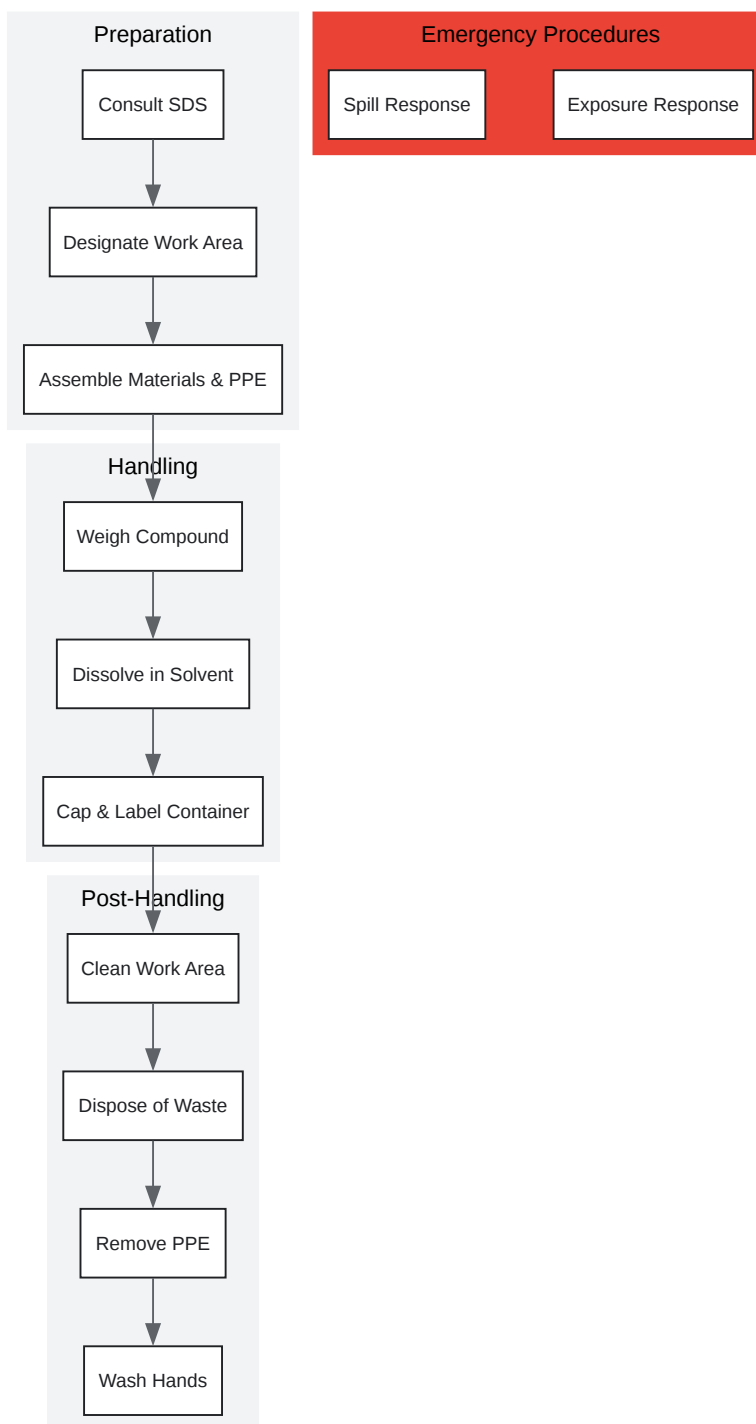 Preparation
Consult SDS
Designate Work Area
Assemble Materials & PPE
Handling
Weigh Compound
Dissolve in Solvent
Cap & Label Container
Post-Handling
Clean Work Area
Dispose of Waste
Remove PPE
Wash Hands
Emergency Procedures
Spill Response
Exposure Response